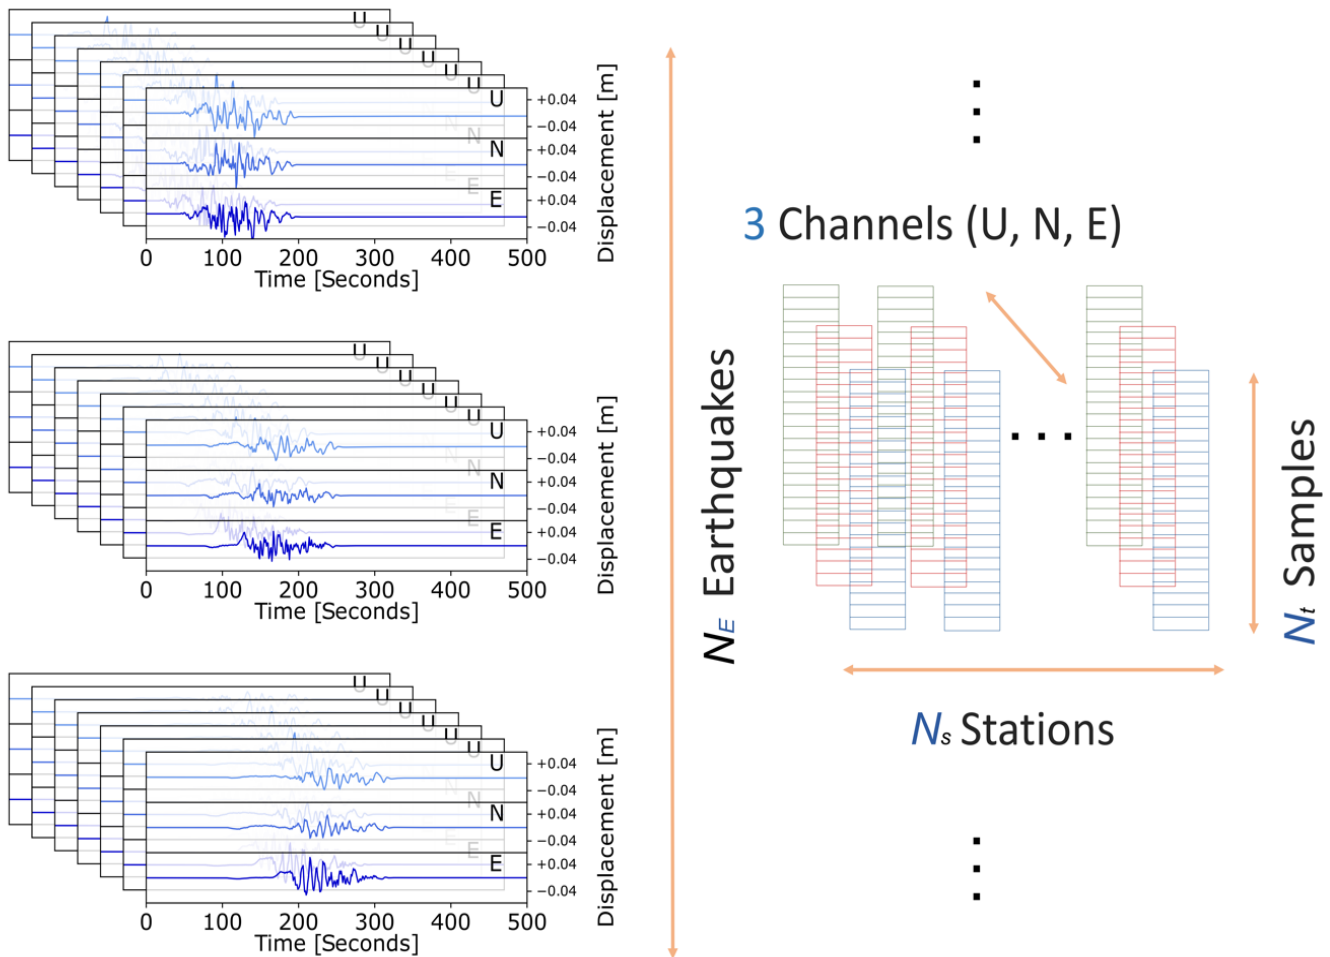 U
U
U
U
U
U
U
N
N
N
E
E
E
+0.04
−0.04
+0.04
−0.04
+0.04
−0.04
Displacement [m]
0 100 200 300 400 500
Time [Seconds]
U
U
U
U
U
U
U
N
N
N
E
E
E
+0.04
−0.04
+0.04
−0.04
+0.04
−0.04
Displacement [m]
0 100 200 300 400 500
Time [Seconds]
U
U
U
U
U
U
U
N
N
N
E
E
E
+0.04
−0.04
+0.04
−0.04
+0.04
−0.04
Displacement [m]
0 100 200 300 400 500
Time [Seconds]
NE Earthquakes
3 Channels (U, N, E)
Nt Samples
Ns Stations